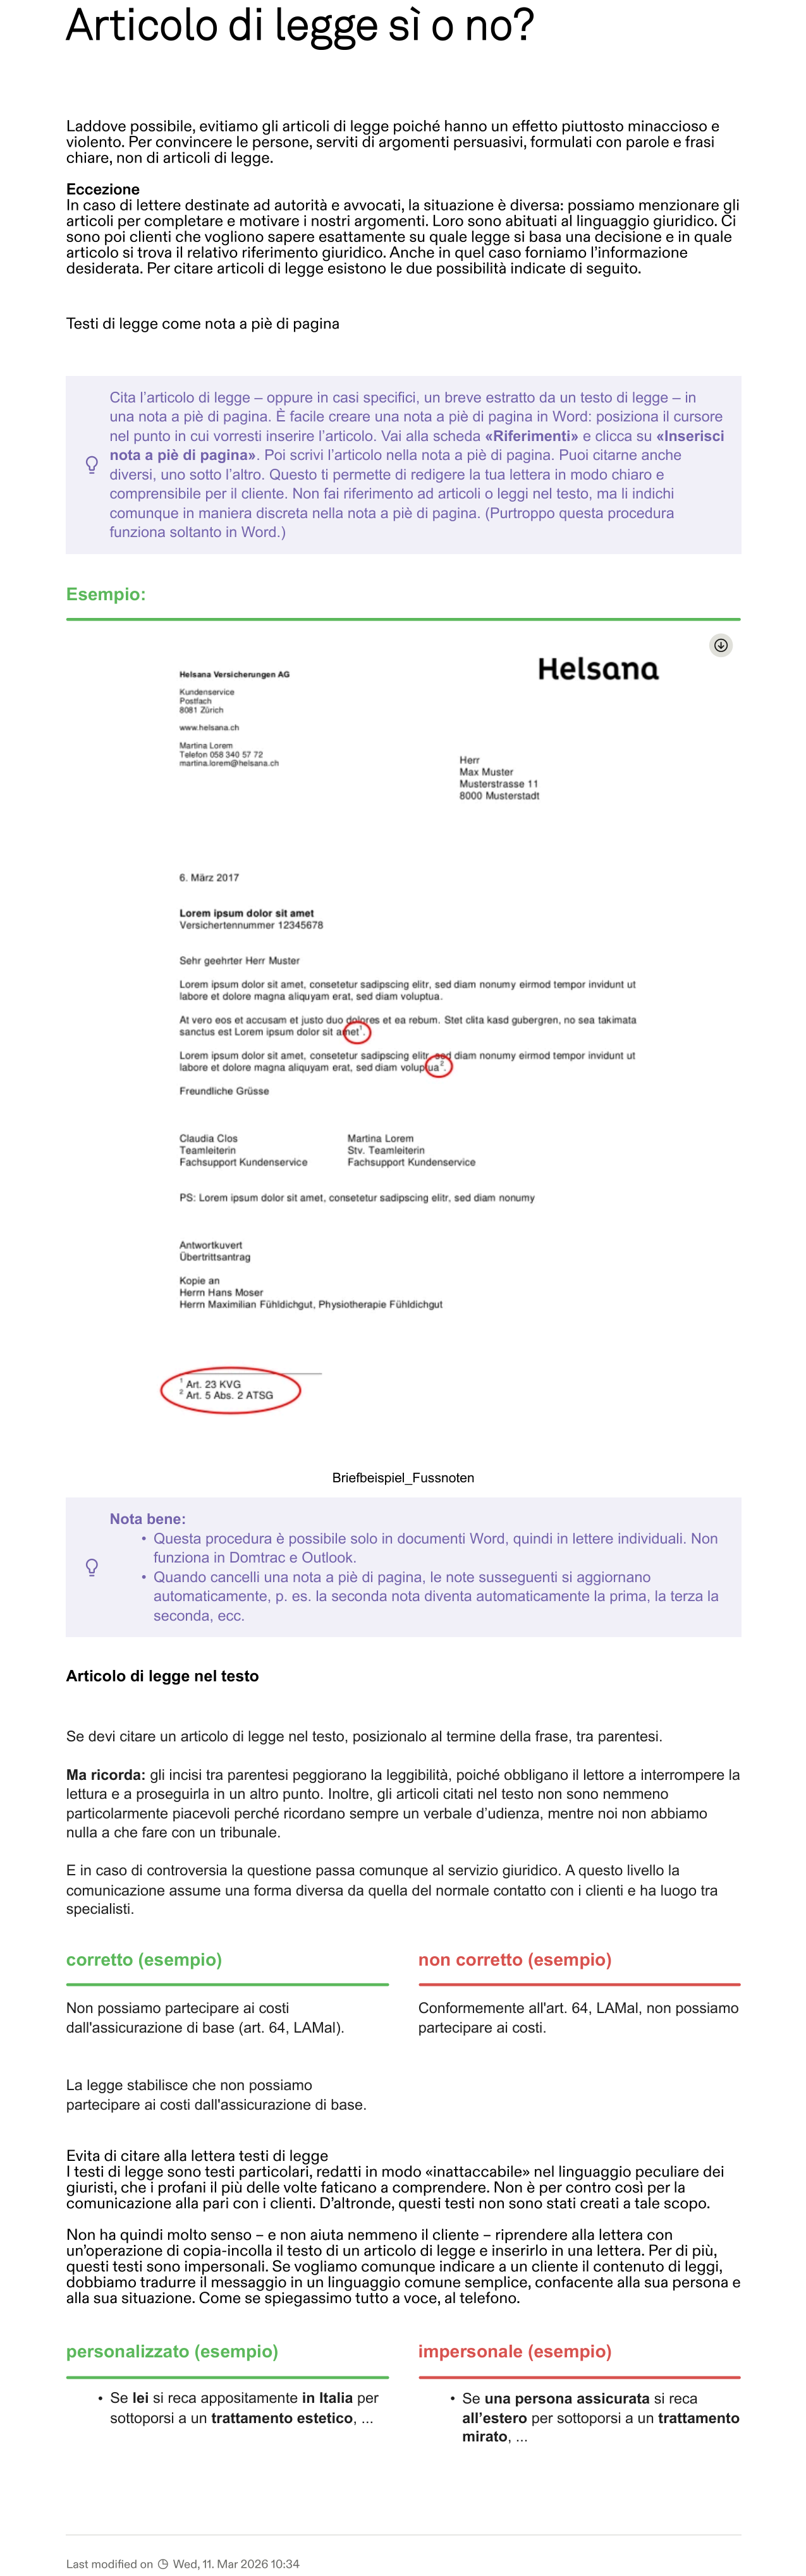 Articolo di legge sì o no?
Laddove possibile, evitiamo gli articoli di legge poiché hanno un effetto piuttosto minaccioso e
violento. Per convincere le persone, serviti di argomenti persuasivi, formulati con parole e frasi
chiare, non di articoli di legge.
Eccezione
In caso di lettere destinate ad autorità e avvocati, la situazione è diversa: possiamo menzionare gli
articoli per completare e motivare i nostri argomenti. Loro sono abituati al linguaggio giuridico. Ci
sono poi clienti che vogliono sapere esattamente su quale legge si basa una decisione e in quale
articolo si trova il relativo riferimento giuridico. Anche in quel caso forniamo l'informazione
desiderata. Per citare articoli di legge esistono le due possibilità indicate di seguito.
Testi di legge come nota a piè di pagina
Cita l'articolo di legge – oppure in casi specifici, un breve estratto da un testo di legge – in
una nota a piè di pagina. È facile creare una nota a piè di pagina in Word: posiziona il cursore
nel punto in cui vorresti inserire l'articolo. Vai alla scheda «Riferimenti» e clicca su «Inserisci
nota a piè di pagina». Poi scrivi l'articolo nella nota a piè di pagina. Puoi citarne anche
diversi, uno sotto l'altro. Questo ti permette di redigere la tua lettera in modo chiaro e
comprensibile per il cliente. Non fai riferimento ad articoli o leggi nel testo, ma li indichi
comunque in maniera discreta nella nota a piè di pagina. (Purtroppo questa procedura
funziona soltanto in Word.)
Esempio:
Helsana
Helsana Versicherungen AG
Kundenservice
Postfach
8081 Zürich
www.helsana.ch
Martina Lorem
Telefon 058 340 57 72
martina.lorem@helsana.ch
Herr
Max Muster
Musterstrasse 11
8000 Musterstadt
6. März 2017
Lorem ipsum dolor sit amet
Versichertennummer 12345678
Sehr geehrter Herr Muster
Lorem ipsum dolor sit amet, consetetur sadipscing elitr, sed diam nonumy eirmod tempor invidunt ut
labore et dolore magna aliquyam erat, sed diam voluptua.
At vero eos et accusam et justo duo dolores et ea rebum. Stet clita kasd gubergren, no sea takimata
sanctus est Lorem ipsum dolor sit amet¹.
Lorem ipsum dolor sit amet, consetetur sadipscing elitr, sed diam nonumy eirmod tempor invidunt ut
labore et dolore magna aliquyam erat, sed diam voluptua².
Freundliche Grüsse
Claudia Clos Martina Lorem
Teamleiterin Stv. Teamleiterin
Fachsupport Kundenservice Fachsupport Kundenservice
PS: Lorem ipsum dolor sit amet, consetetur sadipscing elitr, sed diam nonumy
Antwortkuvert
Übertrittsantrag
Kopie an
Herrn Hans Moser
Herrn Maximilian Fühldichgut, Physiotherapie Fühldichgut
¹ Art. 23 KVG
² Art. 5 Abs. 2 ATSG
Briefbeispiel_Fussnoten
Nota bene:
• Questa procedura è possibile solo in documenti Word, quindi in lettere individuali. Non
funziona in Domtrac e Outlook.
• Quando cancelli una nota a piè di pagina, le note susseguenti si aggiornano
automaticamente, p. es. la seconda nota diventa automaticamente la prima, la terza la
seconda, ecc.
Articolo di legge nel testo
Se devi citare un articolo di legge nel testo, posizionalo al termine della frase, tra parentesi.
Ma ricorda: gli incisi tra parentesi peggiorano la leggibilità, poiché obbligano il lettore a interrompere la
lettura e a proseguirla in un altro punto. Inoltre, gli articoli citati nel testo non sono nemmeno
particolarmente piacevoli perché ricordano sempre un verbale d'udienza, mentre noi non abbiamo
nulla a che fare con un tribunale.
E in caso di controversia la questione passa comunque al servizio giuridico. A questo livello la
comunicazione assume una forma diversa da quella del normale contatto con i clienti e ha luogo tra
specialisti.
corretto (esempio)
Non possiamo partecipare ai costi
dall'assicurazione di base (art. 64, LAMal).
La legge stabilisce che non possiamo
partecipare ai costi dall'assicurazione di base.
non corretto (esempio)
Conformemente all'art. 64, LAMal, non possiamo
partecipare ai costi.
Evita di citare alla lettera testi di legge
I testi di legge sono testi particolari, redatti in modo «inattaccabile» nel linguaggio peculiare dei
giuristi, che i profani il più delle volte faticano a comprendere. Non è per contro così per la
comunicazione alla pari con i clienti. D'altronde, questi testi non sono stati creati a tale scopo.
Non ha quindi molto senso – e non aiuta nemmeno il cliente – riprendere alla lettera con
un'operazione di copia-incolla il testo di un articolo di legge e inserirlo in una lettera. Per di più,
questi testi sono impersonali. Se vogliamo comunque indicare a un cliente il contenuto di leggi,
dobbiamo tradurre il messaggio in un linguaggio comune semplice, confacente alla sua persona e
alla sua situazione. Come se spiegassimo tutto a voce, al telefono.
personalizzato (esempio)
• Se lei si reca appositamente in Italia per
sottoporsi a un trattamento estetico, ...
impersonale (esempio)
• Se una persona assicurata si reca
all'estero per sottoporsi a un trattamento
mirato, ...
Last modified on Wed, 11. Mar 2026 10:34